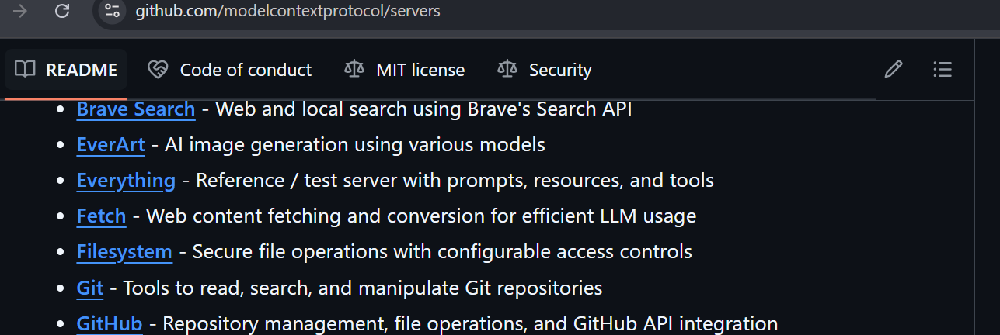 github.com/modelcontextprotocol/servers
README Code of conduct MIT license Security
Brave Search - Web and local search using Brave's Search API
EverArt - AI image generation using various models
Everything - Reference / test server with prompts, resources, and tools
Fetch - Web content fetching and conversion for efficient LLM usage
Filesystem - Secure file operations with configurable access controls
Git - Tools to read, search, and manipulate Git repositories
GitHub - Repository management, file operations, and GitHub API integration